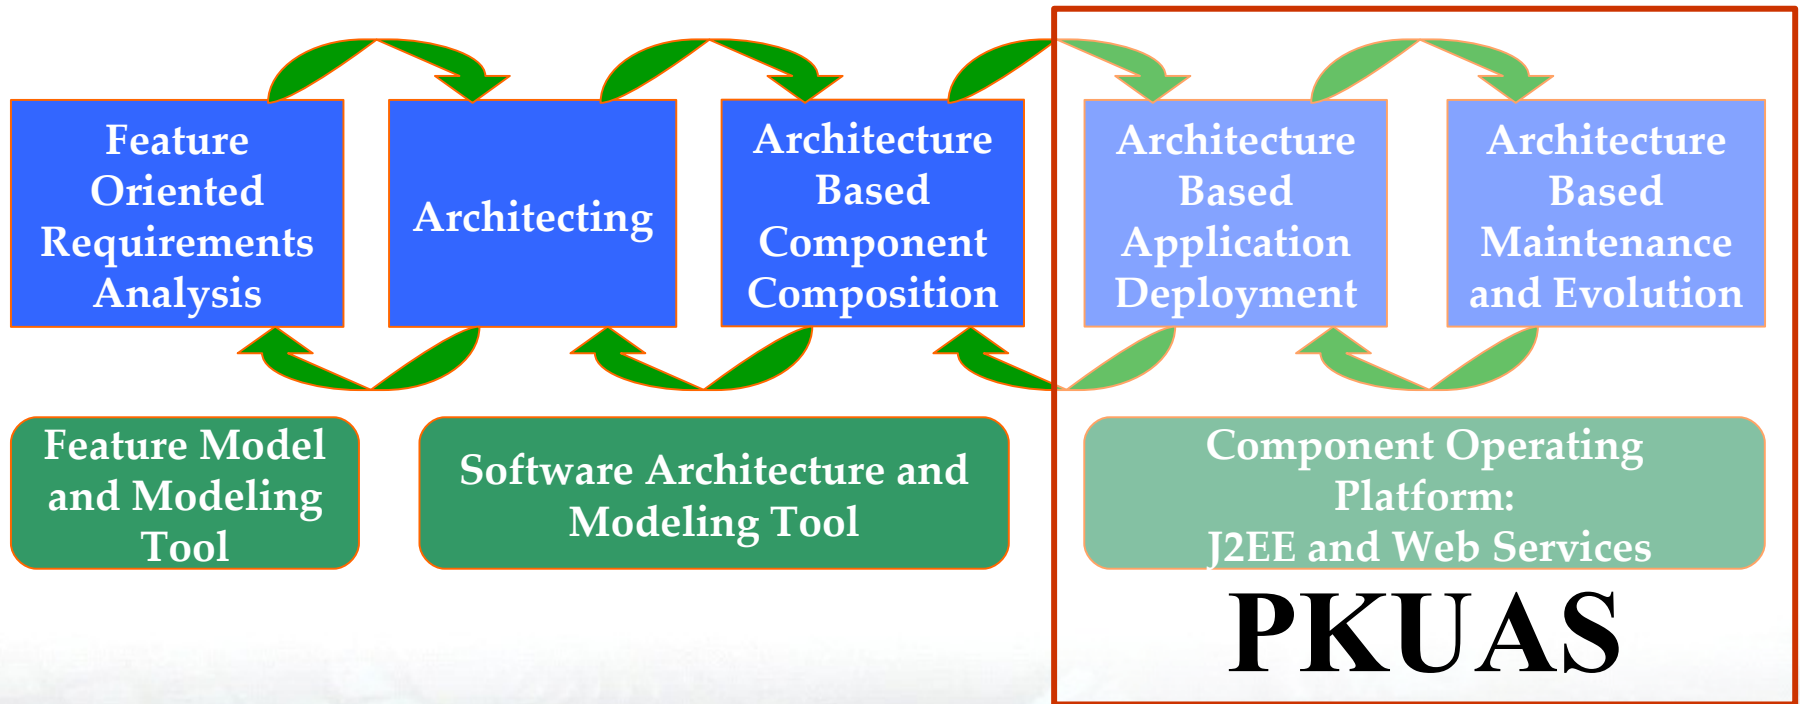 Feature
Oriented
Requirements
Analysis
Architecting
Architecture
Based
Component
Composition
Architecture
Based
Application
Deployment
Architecture
Based
Maintenance
and Evolution
Feature Model
and Modeling
Tool
Software Architecture and
Modeling Tool
Component Operating
Platform:
J2EE and Web Services
PKUAS